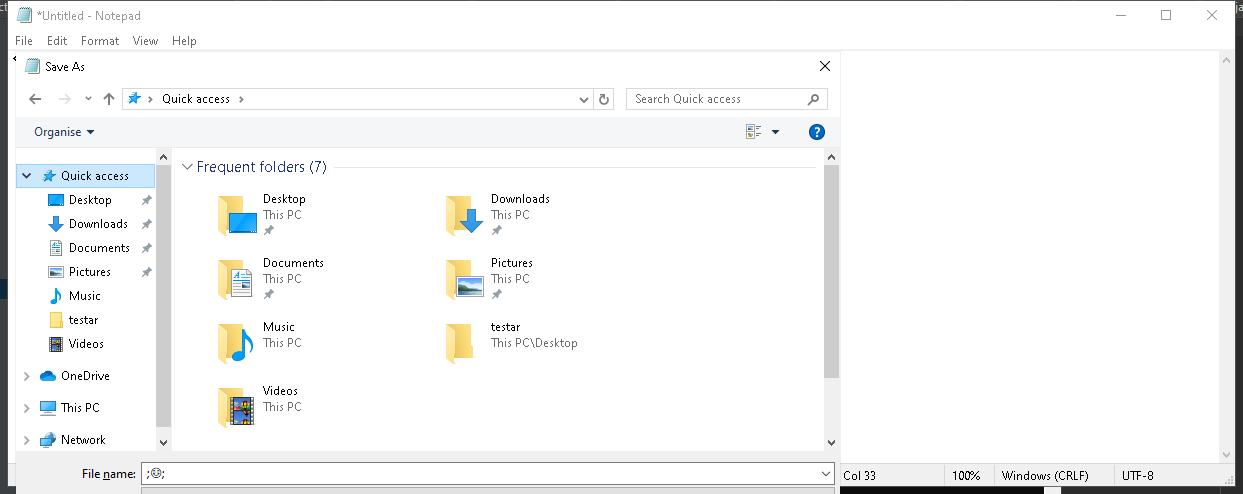 *Untitled - Notepad
File Edit Format View Help
Save As
Quick access
Search Quick access
Organise
Quick access
Desktop
Downloads
Documents
Pictures
Music
testar
Videos
OneDrive
This PC
Network
Frequent folders (7)
Desktop
This PC
Downloads
This PC
Documents
This PC
Pictures
This PC
Music
This PC
testar
This PC\Desktop
Videos
This PC
File name: ;☺;
Col 33 100% Windows (CRLF) UTF-8